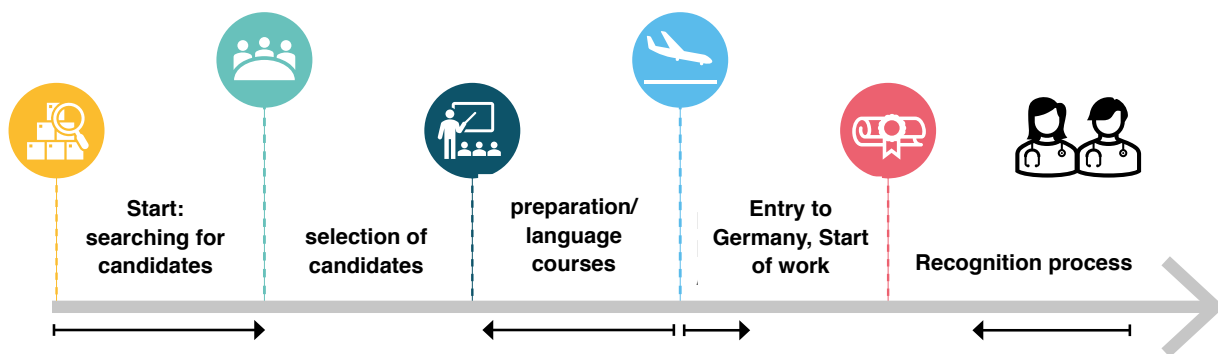 Start:
searching for
candidates
selection of
candidates
preparation/
language
courses
Entry to
Germany, Start
of work
Recognition process